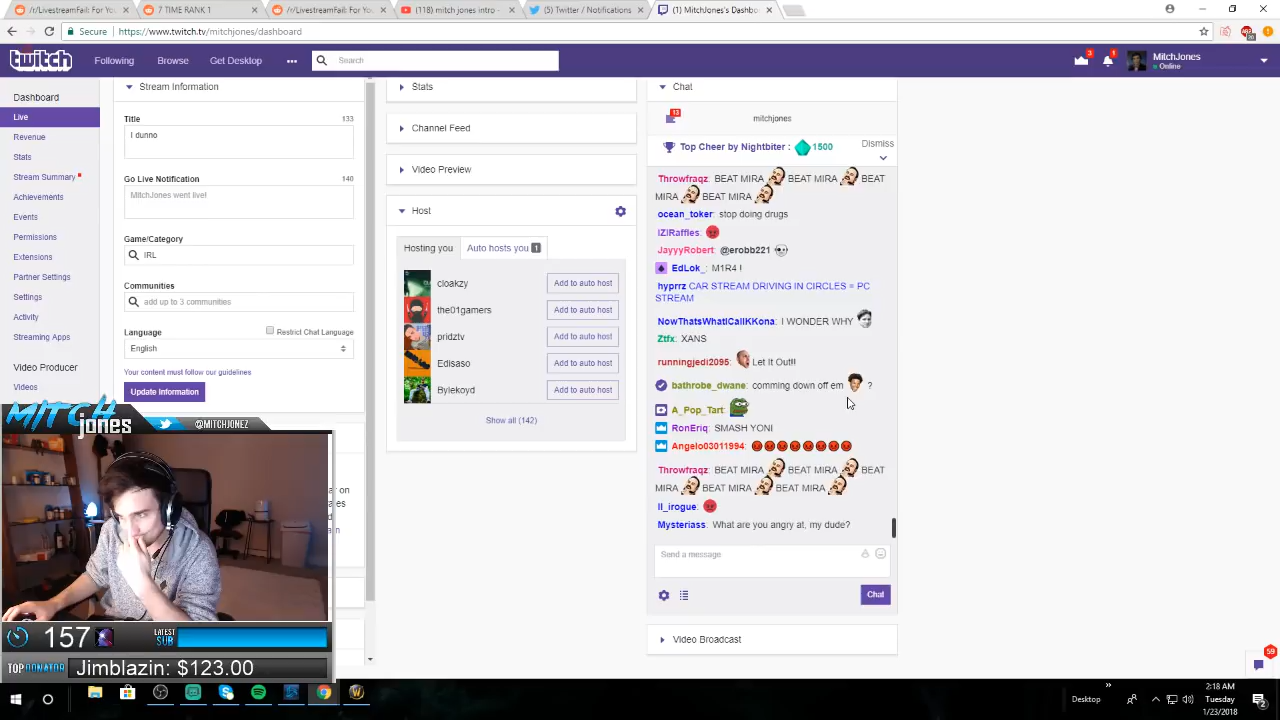 /r/LivestreamFail: For You
7 TIME RANK 1
/r/LivestreamFail: For You
(118) mitch jones intro -
(5) Twitter / Notifications
(1) MitchJones's Dashbo
Secure
https://www.twitch.tv/mitchjones/dashboard
twitch
Following
Browse
Get Desktop
Search
3
1
MitchJones
Online
Dashboard
Live
Revenue
Stats
Stream Summary
Achievements
Events
Permissions
Extensions
Partner Settings
Settings
Activity
Streaming Apps
Video Producer
Videos
Stream Information
Title
133
I dunno
Go Live Notification
140
MitchJones went live!
Game/Category
IRL
Communities
add up to 3 communities
Language
Restrict Chat Language
English
Your content must follow our guidelines
Update Information
Stats
Channel Feed
Video Preview
Host
Hosting you
Auto hosts you 1
cloakzy
Add to auto host
the01gamers
Add to auto host
pridztv
Add to auto host
Edisaso
Add to auto host
Bylekoyd
Add to auto host
Show all (142)
Chat
13
mitchjones
Top Cheer by Nightbiter : 1500
Dismiss
Throwfraqz: BEAT MIRA BEAT MIRA BEAT
MIRA BEAT MIRA BEAT MIRA
ocean_toker: stop doing drugs
IZIRaffles:
JayyyRobert: @erobb221
EdLok_: M1R4 !
hyprrz CAR STREAM DRIVING IN CIRCLES = PC
STREAM
NowThatsWhatICallKKona: I WONDER WHY
Ztfx: XANS
runningjedi2095: Let It Out!!
bathrobe_dwane: comming down off em ?
A_Pop_Tart:
RonEriq: SMASH YONI
Angelo03011994:
Throwfraqz: BEAT MIRA BEAT MIRA BEAT
MIRA BEAT MIRA BEAT MIRA
II_irogue:
Mysteriass: What are you angry at, my dude?
Send a message
Chat
Video Broadcast
MITCH
jones
@MITCHJONEZ
157
LATEST
SUB
TOP DONATOR
Jimblazin: $123.00
59
Desktop
2:18 AM
Tuesday
1/23/2018
2